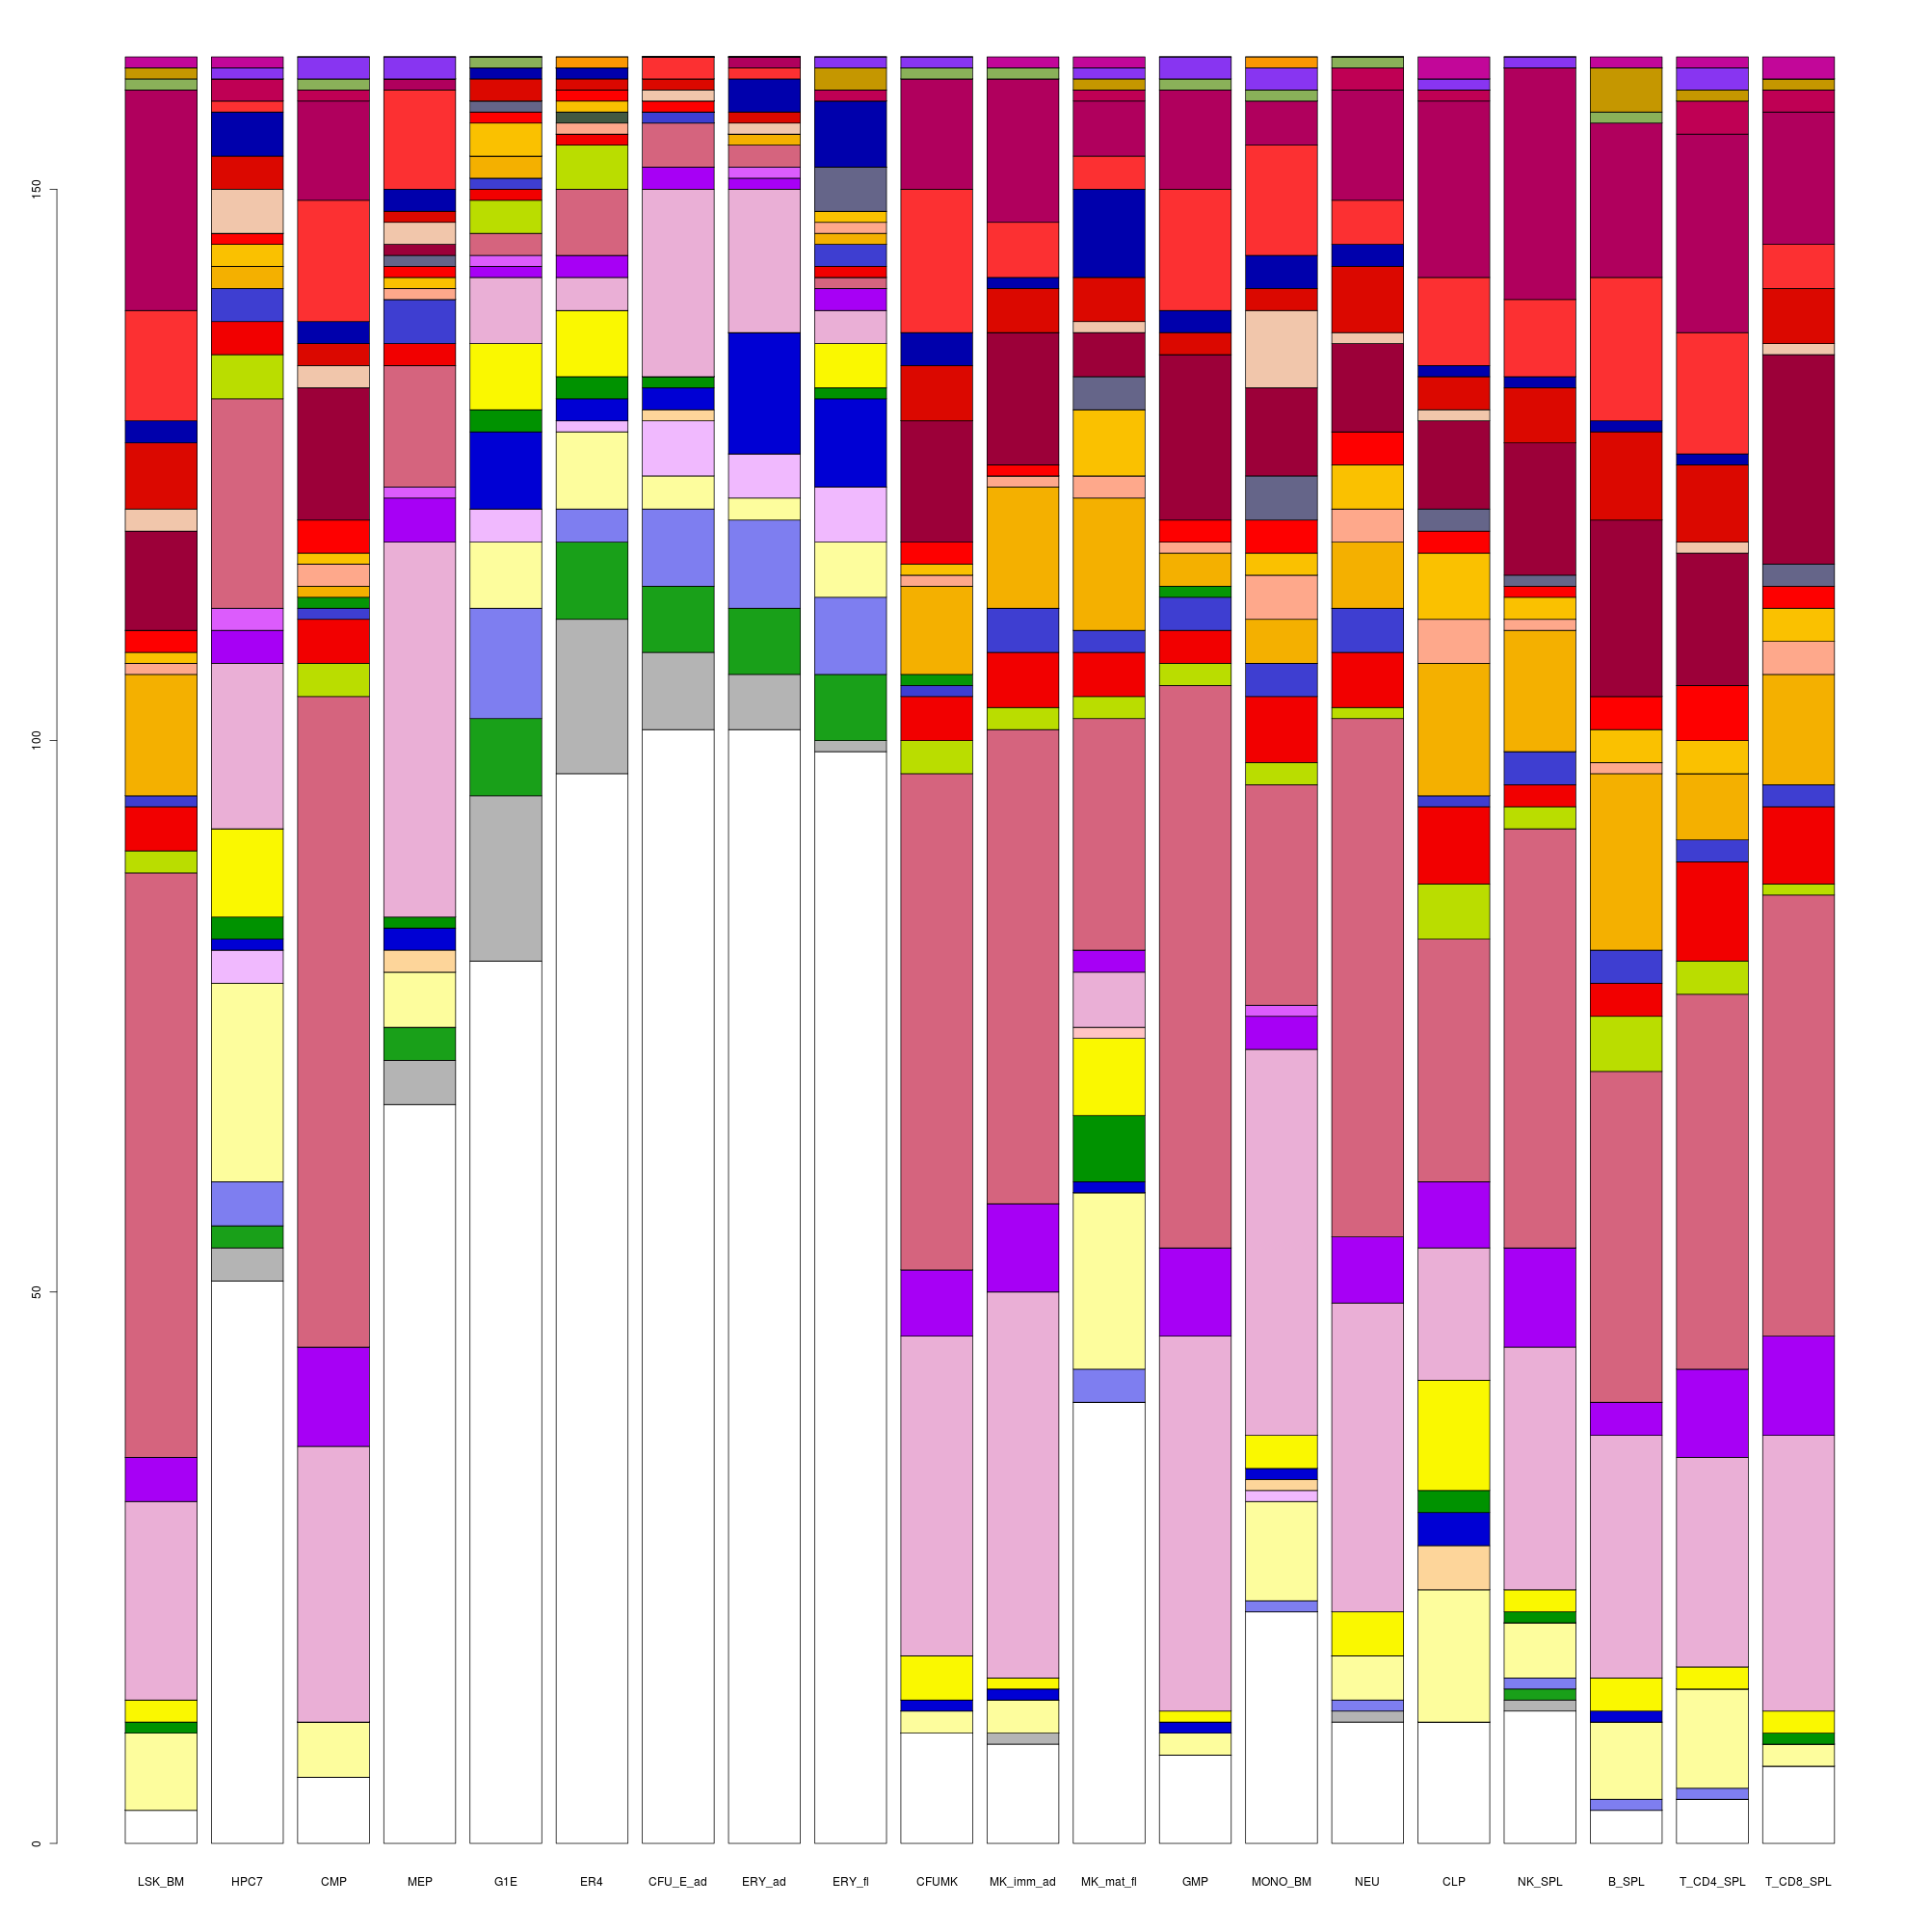 150
100
50
0
LSK_BM HPC7 CMP MEP G1E ER4 CFU_E_ad ERY_ad ERY_fl CFUMK MK_imm_ad MK_mat_fl GMP MONO_BM NEU CLP NK_SPL B_SPL T_CD4_SPL T_CD8_SPL